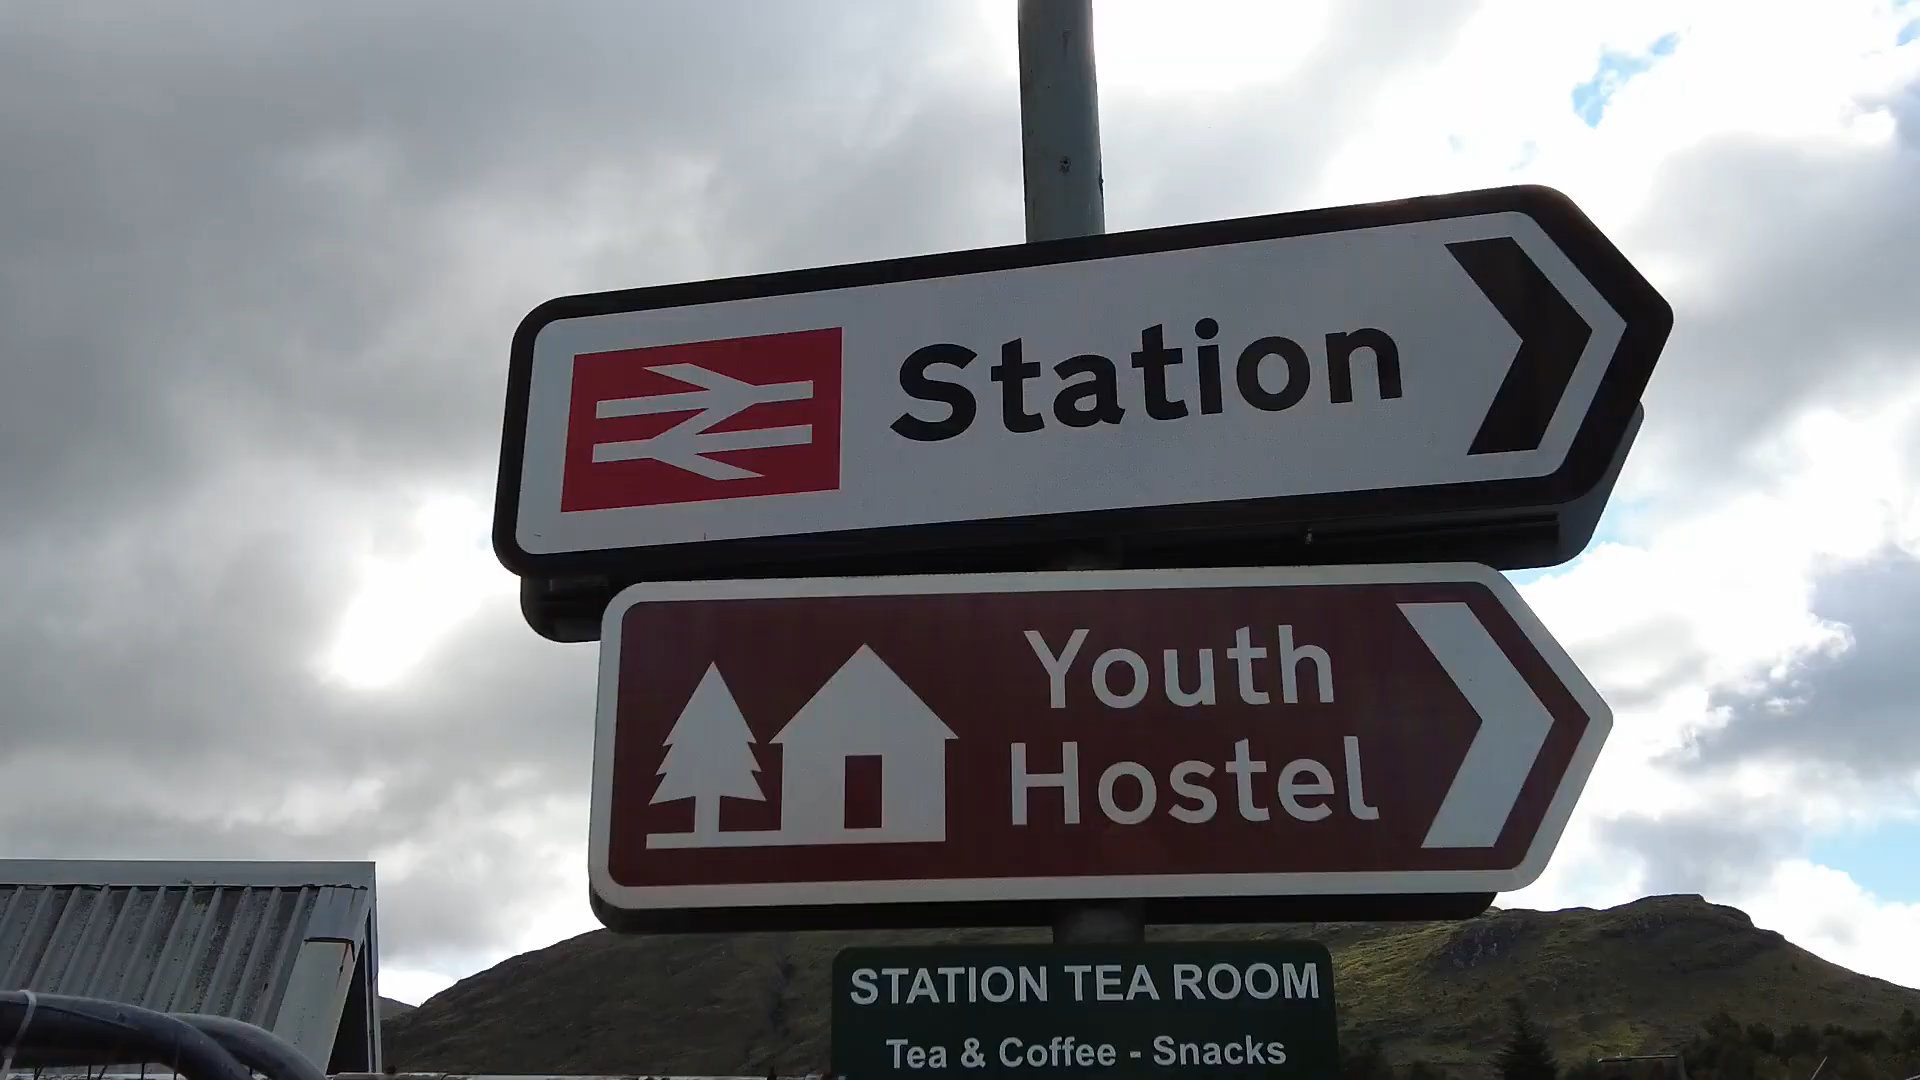 Station
Youth
Hostel
STATION TEA ROOM
Tea & Coffee - Snacks